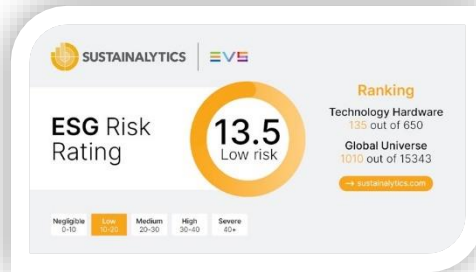 SUSTAINALYTICS EVS
ESG Risk
Rating
13.5
Low risk
Ranking
Technology Hardware
135 out of 650
Global Universe
1010 out of 15343
→ sustainalytics.com
Negligible Low Medium High Severe
0-10 10-20 20-30 30-40 40+